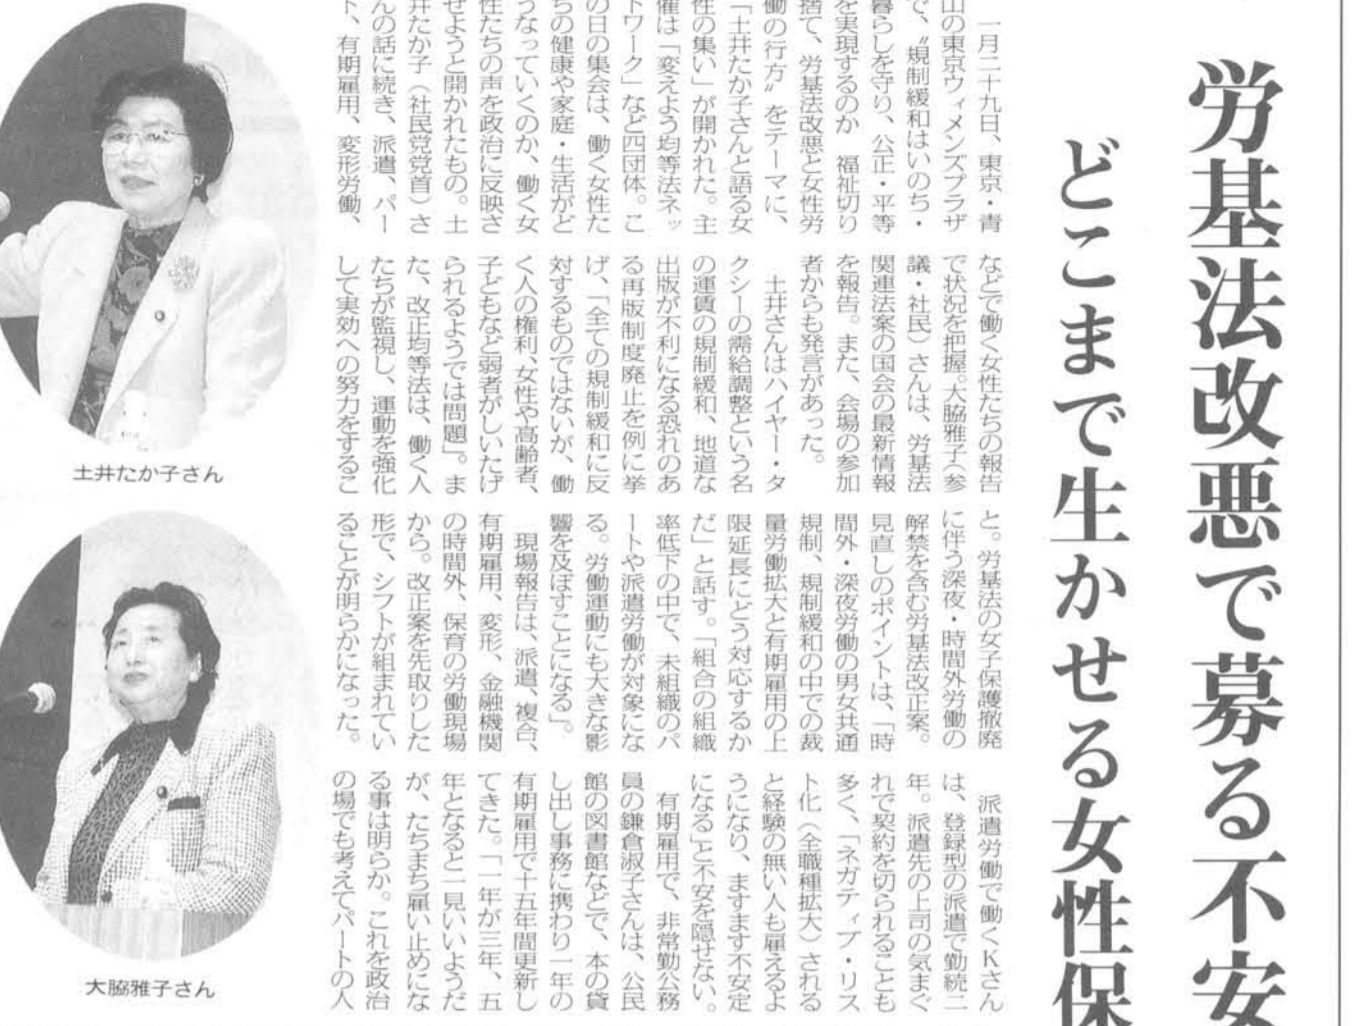 労基法改悪で募る不安
どこまで生かせる女性保
一月二十九日、東京・青
山の東京ウィメンズプラザ
で、〝規制緩和はいのち・
暮らしを守り、公正・平等
を実現するのか　福祉切り
捨て、労基法改悪と女性労
働の行方〟をテーマに、
「土井たか子さんと語る女
性の集い」が開かれた。主
催は「変えよう均等法ネッ
トワーク」など四団体。こ
の日の集会は、働く女性た
ちの健康や家庭・生活がど
うなっていくのか、働く女
性たちの声を政治に反映さ
せようと開かれたもの。土
井たか子（社民党党首）さ
んの話に続き、派遣、パー
ト、有期雇用、変形労働、
などで働く女性たちの報告
で状況を把握。大脇雅子（参
議・社民）さんは、労基法
関連法案の国会の最新情報
を報告。また、会場の参加
者からも発言があった。
土井さんはハイヤー・タ
クシーの需給調整という名
の運賃の規制緩和、地道な
出版が不利になる恐れのあ
る再版制度廃止を例に挙
げ、「全ての規制緩和に反
対するものではないが、働
く人の権利、女性や高齢者、
子どもなど弱者がしいたげ
られるようでは問題」。ま
た、改正均等法は、働く人
たちが監視し、運動を強化
して実効への努力をするこ
と。労基法の女子保護撤廃
に伴う深夜・時間外労働の
解禁を含む労基法改正案。
見直しのポイントは、「時
間外・深夜労働の男女共通
規制、規制緩和の中での裁
量労働拡大と有期雇用の上
限延長にどう対応するか
だ」と話す。「組合の組織
率低下の中で、未組織のパ
ートや派遣労働が対象にな
る。労働運動にも大きな影
響を及ぼすことになる」。
現場報告は、派遣、複合、
有期雇用、変形、金融機関
の時間外、保育の労働現場
から。改正案を先取りした
形で、シフトが組まれてい
ることが明らかになった。
派遣労働で働くKさん
は、登録型の派遣で勤続二
年。派遣先の上司の気まぐ
れで契約を切られることも
多く、「ネガティブ・リス
ト化（全職種拡大）される
と経験の無い人も雇えるよ
うになり、ますます不安定
になる」と不安を隠せない。
有期雇用で、非常勤公務
員の鎌倉淑子さんは、公民
館の図書館などで、本の貸
し出し事務に携わり一年の
有期雇用で十五年間更新し
てきた。「一年が三年、五
年となると一見いいようだ
が、たちまち雇い止めにな
る事は明らか。これを政治
の場でも考えてパートの人
土井たか子さん
大脇雅子さん